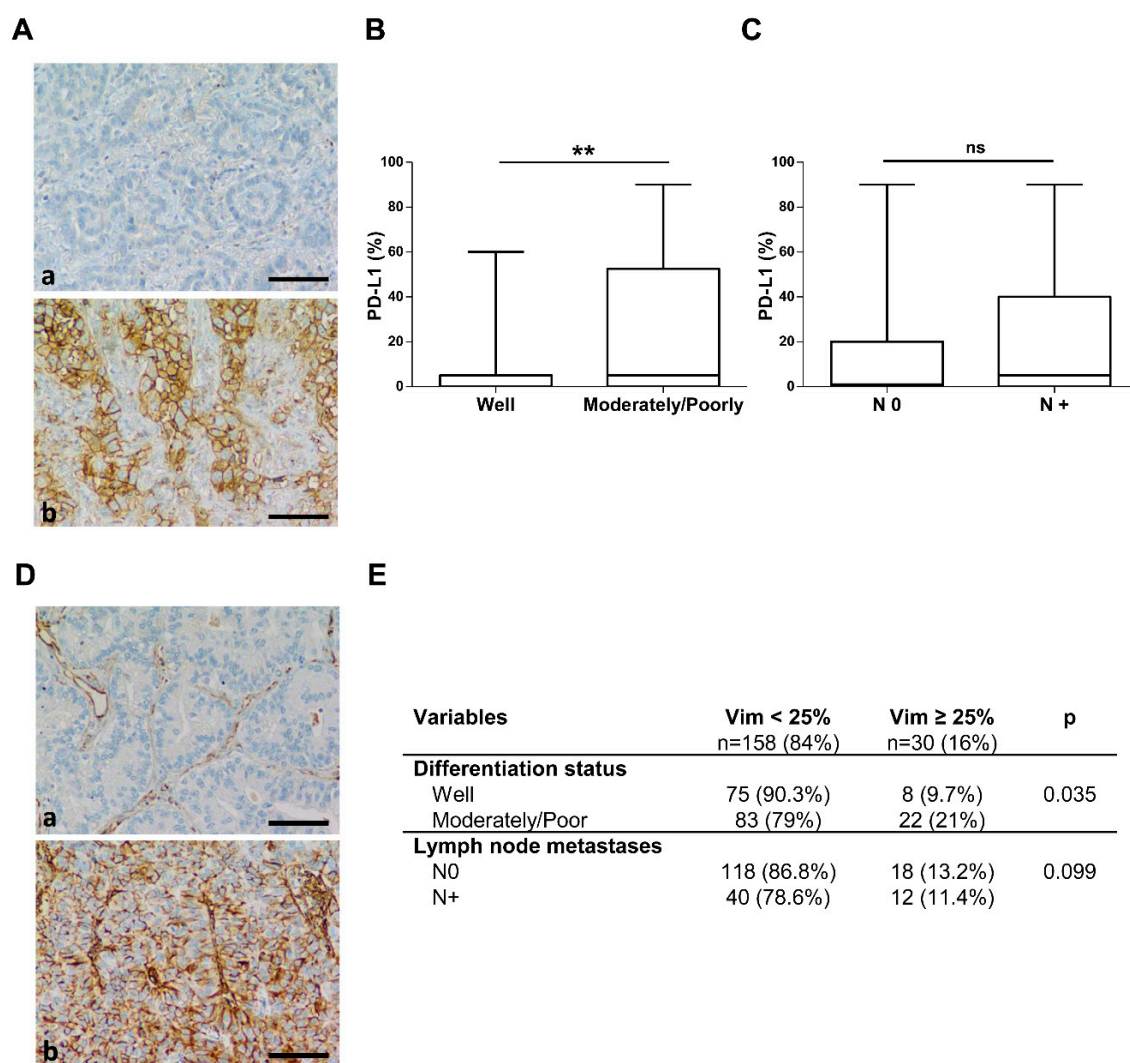 A
B
C
a
b
**
PD-L1 (%)
100
80
60
40
20
0
Well
Moderately/Poorly
ns
PD-L1 (%)
100
80
60
40
20
0
N 0
N +
D
E
a
b
Variables Vim < 25% Vim ≥ 25% p
n=158 (84%) n=30 (16%)
Differentiation status
Well 75 (90.3%) 8 (9.7%) 0.035
Moderately/Poor 83 (79%) 22 (21%)
Lymph node metastases
N0 118 (86.8%) 18 (13.2%) 0.099
N+ 40 (78.6%) 12 (11.4%)